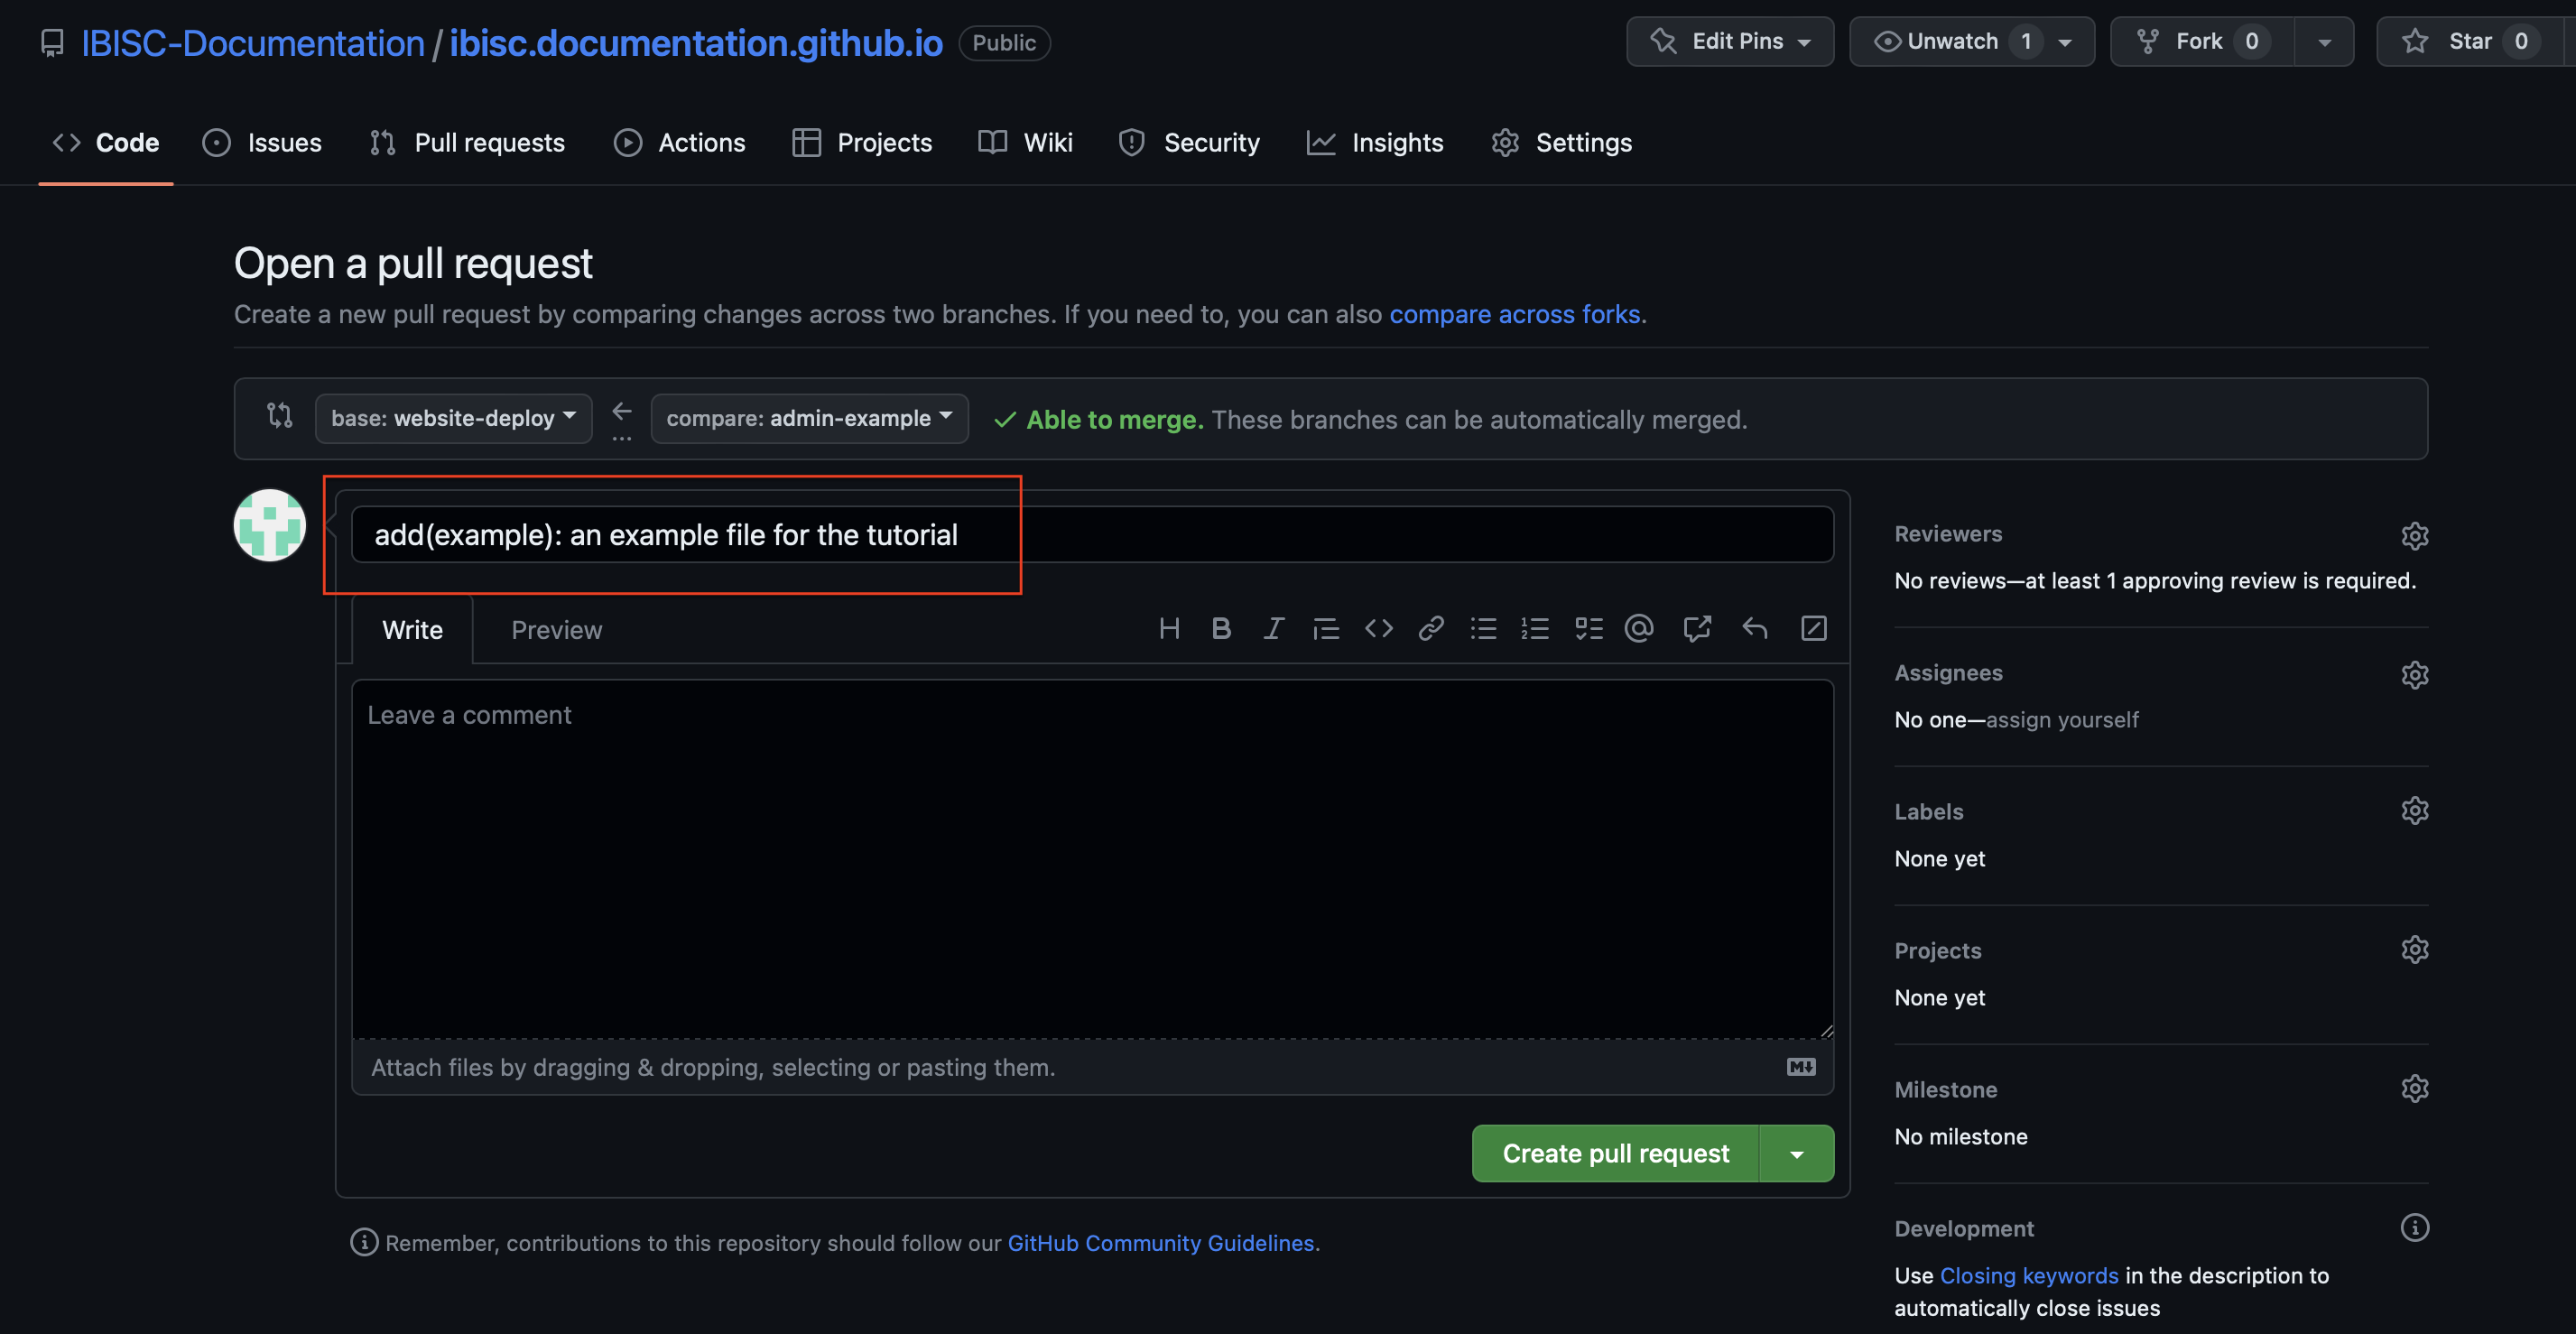 IBISC-Documentation / ibisc.documentation.github.io Public
Edit Pins Unwatch 1 Fork 0 Star 0
Code Issues Pull requests Actions Projects Wiki Security Insights Settings
Open a pull request
Create a new pull request by comparing changes across two branches. If you need to, you can also compare across forks.
base: website-deploy ... compare: admin-example Able to merge. These branches can be automatically merged.
add(example): an example file for the tutorial
Write Preview
Leave a comment
Attach files by dragging & dropping, selecting or pasting them.
Create pull request
Remember, contributions to this repository should follow our GitHub Community Guidelines.
Reviewers
No reviews—at least 1 approving review is required.
Assignees
No one—assign yourself
Labels
None yet
Projects
None yet
Milestone
No milestone
Development
Use Closing keywords in the description to
automatically close issues